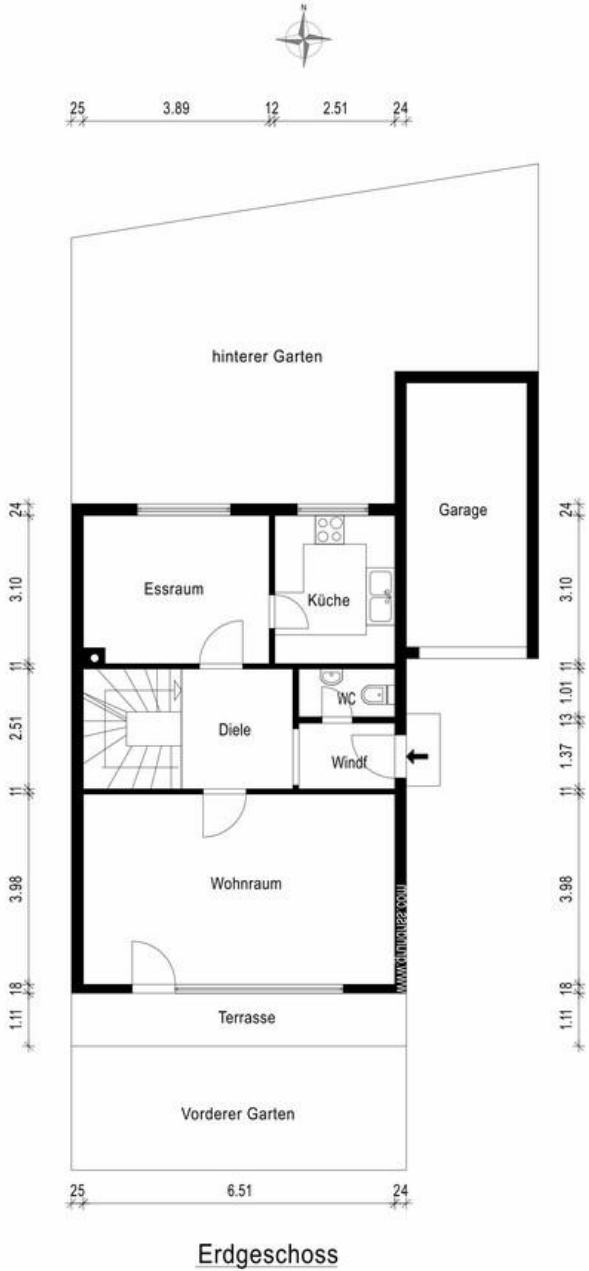 N
25 3.89 12 2.51 24
hinterer Garten
Garage
24
3.10
11
2.51
11
3.98
18
1.11
Essraum
Küche
WC
Diele
Windf
Wohnraum
Terrasse
Vorderer Garten
24
3.10
11
1.01
13
1.37
11
3.98
18
1.11
25 6.51 24
Erdgeschoss